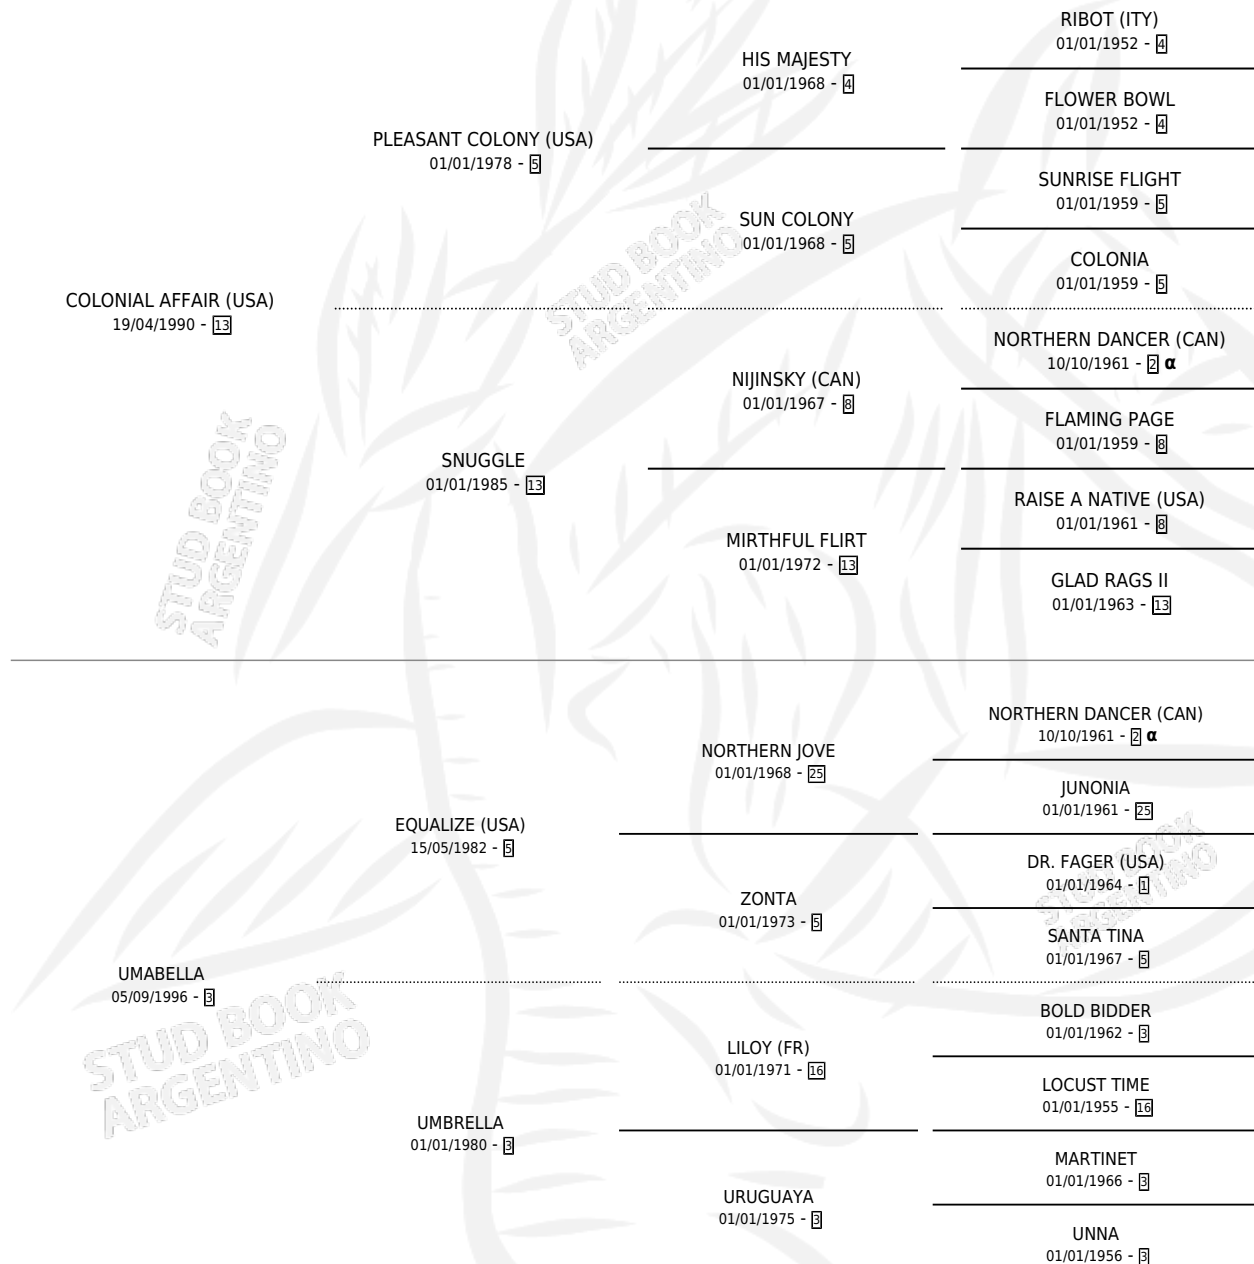 RIBOT (ITY)
01/01/1952 - 4
HIS MAJESTY
01/01/1968 - 4
FLOWER BOWL
01/01/1952 - 4
PLEASANT COLONY (USA)
01/01/1978 - 5
SUNRISE FLIGHT
01/01/1959 - 5
SUN COLONY
01/01/1968 - 5
COLONIA
01/01/1959 - 5
COLONIAL AFFAIR (USA)
19/04/1990 - 13
NORTHERN DANCER (CAN)
10/10/1961 - 2 α
NIJINSKY (CAN)
01/01/1967 - 8
FLAMING PAGE
01/01/1959 - 8
SNUGGLE
01/01/1985 - 13
RAISE A NATIVE (USA)
01/01/1961 - 8
MIRTHFUL FLIRT
01/01/1972 - 13
GLAD RAGS II
01/01/1963 - 13
NORTHERN DANCER (CAN)
10/10/1961 - 2 α
NORTHERN JOVE
01/01/1968 - 25
JUNONIA
01/01/1961 - 25
EQUALIZE (USA)
15/05/1982 - 5
DR. FAGER (USA)
01/01/1964 - 1
ZONTA
01/01/1973 - 5
SANTA TINA
01/01/1967 - 5
UMABELLA
05/09/1996 - 3
BOLD BIDDER
01/01/1962 - 3
LILOY (FR)
01/01/1971 - 16
LOCUST TIME
01/01/1955 - 16
UMBRELLA
01/01/1980 - 3
MARTINET
01/01/1966 - 3
URUGUAYA
01/01/1975 - 3
UNNA
01/01/1956 - 3
STUD BOOK
ARGENTINO
STUD BOOK
ARGENTINO
STUD BOOK
ARGENTINO
STUD BOOK
ARGENTINO